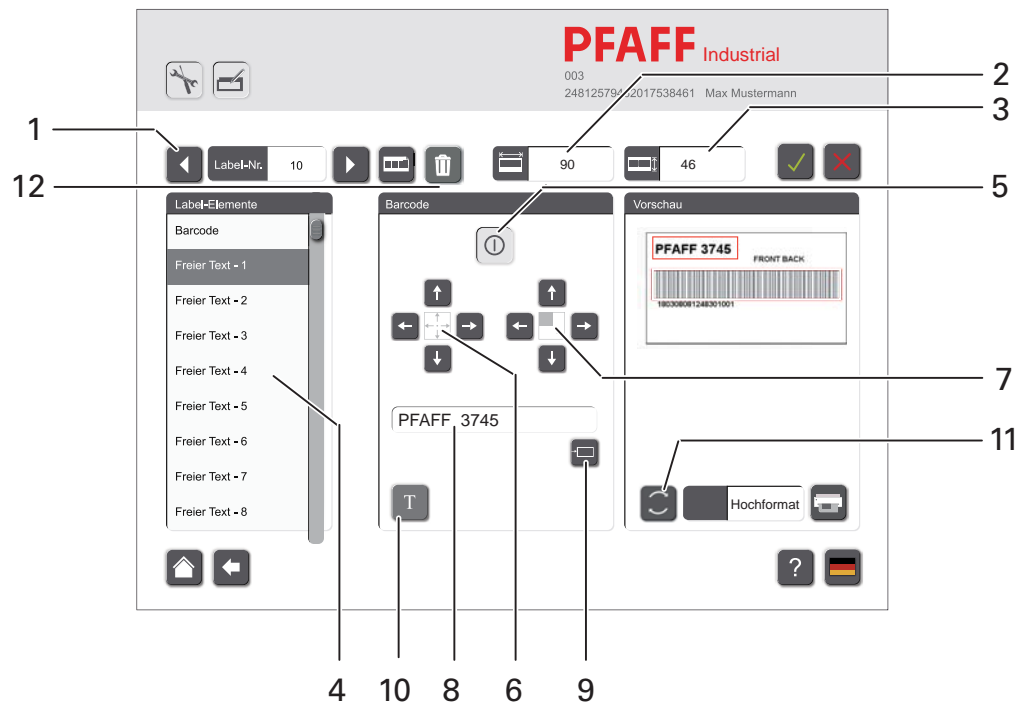 PFAFF Industrial
003
2
24812579402017538461 Max Mustermann
3
1
Label-Nr. 10
90
46
12
5
Label-Elemente
Barcode
Vorschau
Barcode
Freier Text - 1
Freier Text - 2
Freier Text - 3
Freier Text - 4
Freier Text - 5
Freier Text - 6
Freier Text - 7
Freier Text - 8
PFAFF 3745
T
PFAFF 3745
FRONT BACK
7
11
Hochformat
?
4
10
8
6
9